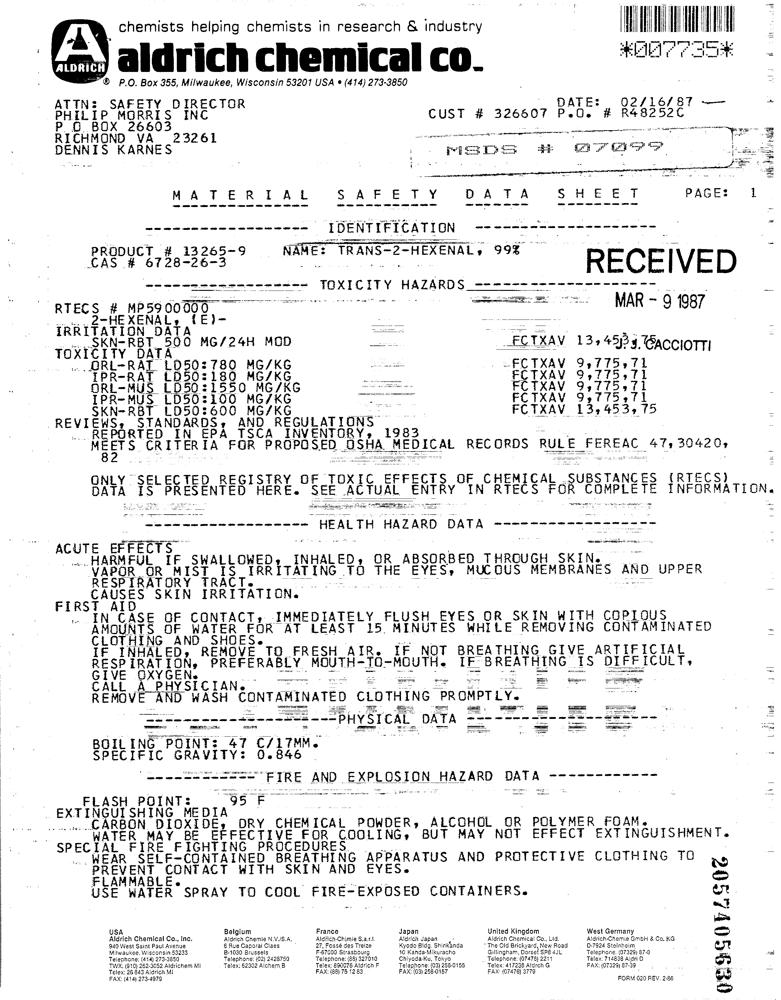 chemists helping chemists in research & industry
aldrich chemical co.
ALDRICH
®
P.O. Box 355, Milwaukee, Wisconsin 53201 USA • (414) 273-3850
*007735*
ATTN: SAFETY DIRECTOR
PHILIP MORRIS INC
P O BOX 26603
RICHMOND VA 23261
DENNIS KARNES
DATE: 02/16/87
CUST # 326607 P.O. # R48252C
MSDS # 07099
MATERIAL SAFETY DATA SHEET PAGE: 1
------------------ IDENTIFICATION ------------------
PRODUCT # 13265-9 NAME: TRANS-2-HEXENAL, 99%
CAS # 6728-26-3
RECEIVED
MAR - 9 1987
J. J. GACCIOTTI
------------------ TOXICITY HAZARDS ------------------
RTECS # MP5900000
2-HEXENAL, (E)-
IRRITATION DATA
SKN-RBT 500 MG/24H MOD FCTXAV 13,453,75
TOXICITY DATA
ORL-RAT LD50:780 MG/KG FCTXAV 9,775,71
IPR-RAT LD50:180 MG/KG FCTXAV 9,775,71
ORL-MUS LD50:1550 MG/KG FCTXAV 9,775,71
IPR-MUS LD50:100 MG/KG FCTXAV 9,775,71
SKN-RBT LD50:600 MG/KG FCTXAV 13,453,75
REVIEWS, STANDARDS, AND REGULATIONS
REPORTED IN EPA TSCA INVENTORY, 1983
MEETS CRITERIA FOR PROPOSED OSHA MEDICAL RECORDS RULE FEREAC 47,30420,
82
ONLY SELECTED REGISTRY OF TOXIC EFFECTS OF CHEMICAL SUBSTANCES (RTECS)
DATA IS PRESENTED HERE. SEE ACTUAL ENTRY IN RTECS FOR COMPLETE INFORMATION.
------------------ HEALTH HAZARD DATA ------------------
ACUTE EFFECTS
HARMFUL IF SWALLOWED, INHALED, OR ABSORBED THROUGH SKIN.
VAPOR OR MIST IS IRRITATING TO THE EYES, MUCOUS MEMBRANES AND UPPER
RESPIRATORY TRACT.
CAUSES SKIN IRRITATION.
FIRST AID
IN CASE OF CONTACT, IMMEDIATELY FLUSH EYES OR SKIN WITH COPIOUS
AMOUNTS OF WATER FOR AT LEAST 15 MINUTES WHILE REMOVING CONTAMINATED
CLOTHING AND SHOES.
IF INHALED, REMOVE TO FRESH AIR. IF NOT BREATHING GIVE ARTIFICIAL
RESPIRATION, PREFERABLY MOUTH-TO-MOUTH. IF BREATHING IS DIFFICULT,
GIVE OXYGEN.
CALL A PHYSICIAN.
REMOVE AND WASH CONTAMINATED CLOTHING PROMPTLY.
------------------ PHYSICAL DATA ------------------
BOILING POINT: 47 C/17MM.
SPECIFIC GRAVITY: 0.846
------------ FIRE AND EXPLOSION HAZARD DATA ------------
FLASH POINT: 95 F
EXTINGUISHING MEDIA
CARBON DIOXIDE, DRY CHEMICAL POWDER, ALCOHOL OR POLYMER FOAM.
WATER MAY BE EFFECTIVE FOR COOLING, BUT MAY NOT EFFECT EXTINGUISHMENT.
SPECIAL FIRE FIGHTING PROCEDURES
WEAR SELF-CONTAINED BREATHING APPARATUS AND PROTECTIVE CLOTHING TO
PREVENT CONTACT WITH SKIN AND EYES.
FLAMMABLE.
USE WATER SPRAY TO COOL FIRE-EXPOSED CONTAINERS.
2057405630
USA
Aldrich Chemical Co., Inc.
940 West Saint Paul Avenue
Milwaukee, Wisconsin 53233
Telephone: (414) 273-3850
TWX: (910) 262-3052 Aldrichem MI
Telex: 26 843 Aldrich MI
FAX: (414) 273-4979
Belgium
Aldrich Chemie N.V./S.A.
6 Rue Caporal Claes
B-1030 Brussels
Telephone: (02) 2428750
Telex: 62302 Alchem B
France
Aldrich-Chimie S.a.r.l.
27, Fosse des Treize
F-67000 Strasbourg
Telephone: (88) 327010
Telex: 890076 Aldrich F
FAX: (88) 75 12 83
Japan
Aldrich Japan
Kyodo Bldg. Shinkanda
10 Kanda-Mikuracho
Chiyoda-Ku, Tokyo
Telephone: (03) 258-0155
FAX: (03) 258-0157
United Kingdom
Aldrich Chemical Co., Ltd.
The Old Brickyard, New Road
Gillingham, Dorset SP8 4JL
Telephone: (07476) 2211
Telex: 417238 Aldrich G
FAX: (07476) 3779
West Germany
Aldrich-Chemie GmbH & Co. KG
D-7924 Steinheim
Telephone: (07329) 87-0
Telex: 714838 Aldri D
FAX: (07329) 87-39
FORM 020 REV. 2-86